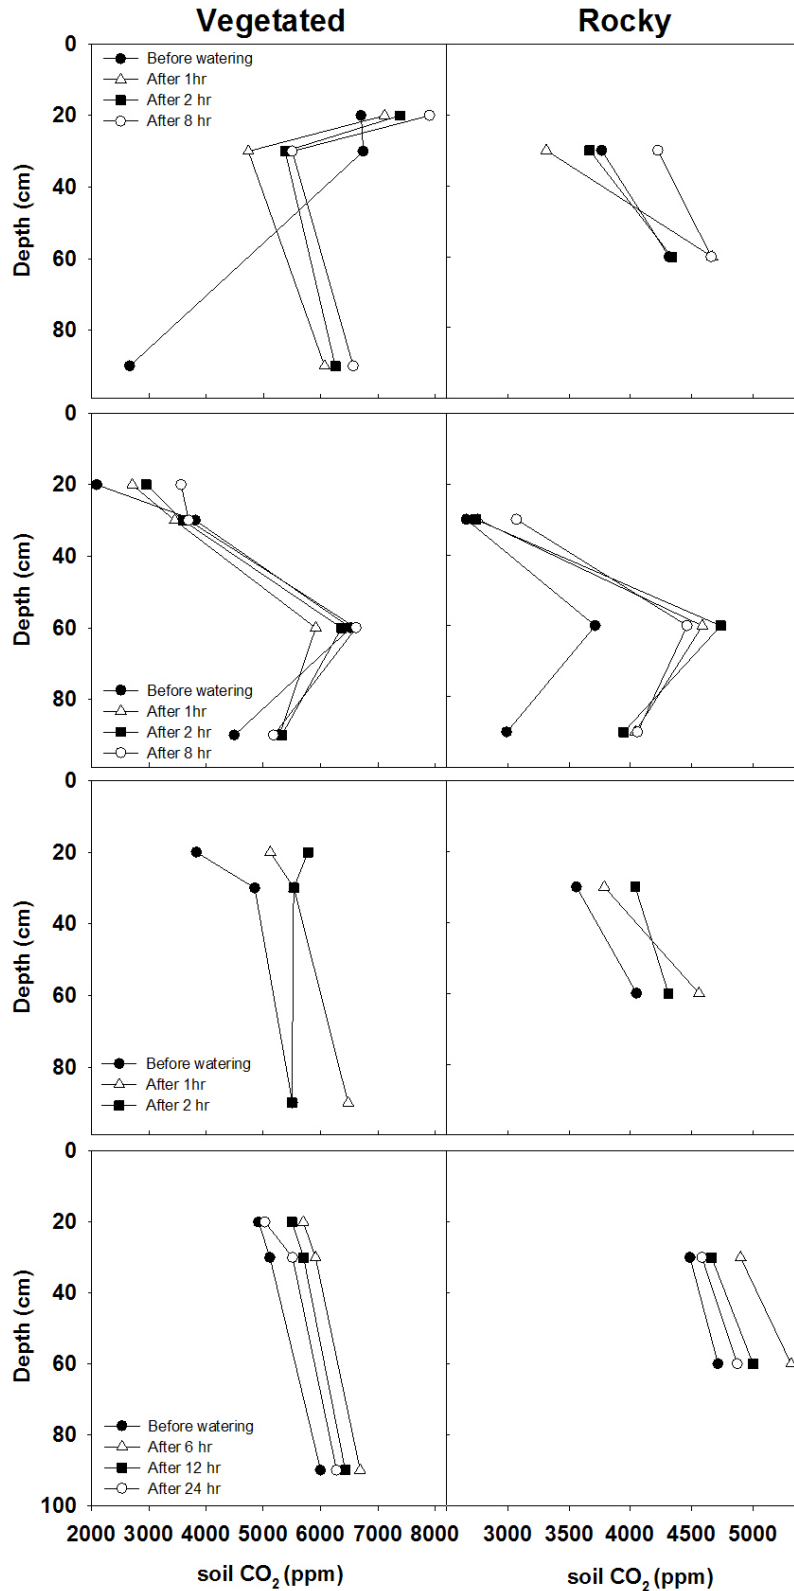 Vegetated Rocky
0
Before watering
After 1hr
After 2 hr
After 8 hr
20
40
60
80
Depth (cm)
0
20
40
60
80
Depth (cm)
Before watering
After 1hr
After 2 hr
After 8 hr
0
20
40
60
80
Depth (cm)
Before watering
After 1hr
After 2 hr
0
20
40
60
80
100
Depth (cm)
Before watering
After 6 hr
After 12 hr
After 24 hr
2000 3000 4000 5000 6000 7000 8000 3000 3500 4000 4500 5000
soil CO2 (ppm) soil CO2 (ppm)